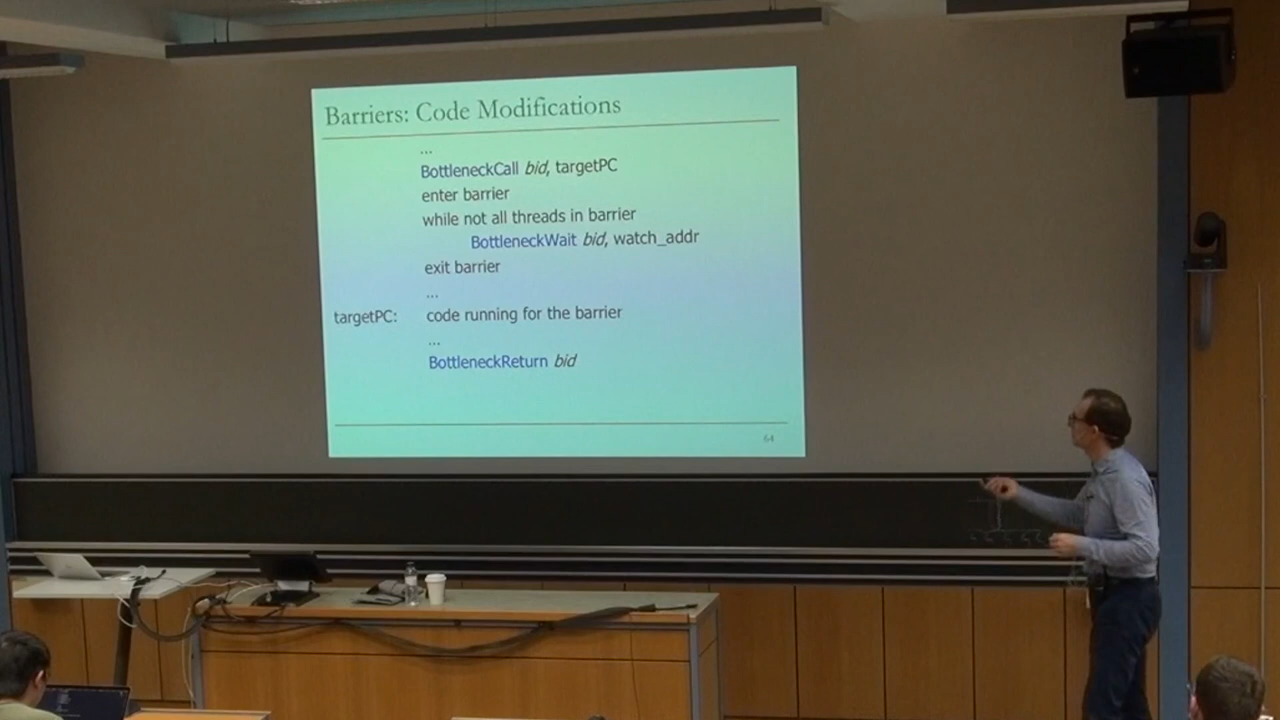 Barriers: Code Modifications
...
BottleneckCall bid, targetPC
enter barrier
while not all threads in barrier
BottleneckWait bid, watch_addr
exit barrier
...
targetPC: code running for the barrier
...
BottleneckReturn bid
64